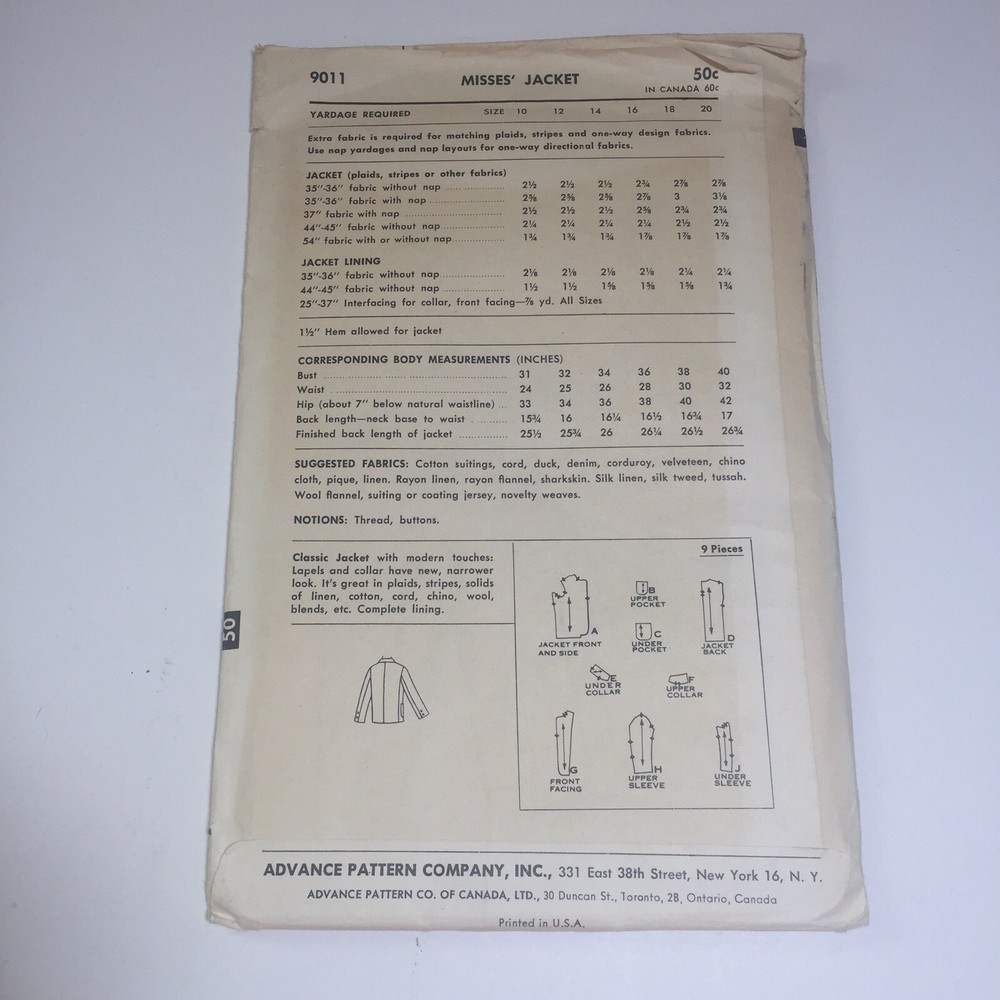 9011 MISSES' JACKET 50c
IN CANADA 60c
YARDAGE REQUIRED SIZE 10 12 14 16 18 20
Extra fabric is required for matching plaids, stripes and one-way design fabrics.
Use nap yardages and nap layouts for one-way directional fabrics.
JACKET (plaids, stripes or other fabrics)
35"-36" fabric without nap 2½ 2½ 2½ 2¾ 2⅞ 2⅞
35"-36" fabric with nap 2⅝ 2⅝ 2⅝ 2⅞ 3 3⅛
37" fabric with nap 2½ 2½ 2½ 2⅝ 2¾ 2¾
44"-45" fabric without nap 2¼ 2¼ 2¼ 2¼ 2½ 2½
54" fabric with or without nap 1¾ 1¾ 1¾ 1⅞ 1⅞ 1⅞
JACKET LINING
35"-36" fabric without nap 2⅛ 2⅛ 2⅛ 2⅛ 2¼ 2¼
44"-45" fabric without nap 1½ 1½ 1⅝ 1⅝ 1⅝ 1¾
25"-37" Interfacing for collar, front facing—⅞ yd. All Sizes
1½" Hem allowed for jacket
CORRESPONDING BODY MEASUREMENTS (INCHES)
Bust 31 32 34 36 38 40
Waist 24 25 26 28 30 32
Hip (about 7" below natural waistline) 33 34 36 38 40 42
Back length—neck base to waist 15¾ 16 16¼ 16½ 16¾ 17
Finished back length of jacket 25½ 25¾ 26 26¼ 26½ 26¾
SUGGESTED FABRICS: Cotton suitings, cord, duck, denim, corduroy, velveteen, chino
cloth, pique, linen. Rayon linen, rayon flannel, sharkskin. Silk linen, silk tweed, tussah.
Wool flannel, suiting or coating jersey, novelty weaves.
NOTIONS: Thread, buttons.
Classic Jacket with modern touches:
Lapels and collar have new, narrower
look. It's great in plaids, stripes, solids
of linen, cotton, cord, chino, wool,
blends, etc. Complete lining.
50
9 Pieces
A
JACKET FRONT
AND SIDE
B
UPPER
POCKET
C
UNDER
POCKET
D
JACKET
BACK
E
UNDER
COLLAR
F
UPPER
COLLAR
G
FRONT
FACING
H
UPPER
SLEEVE
J
UNDER
SLEEVE
ADVANCE PATTERN COMPANY, INC., 331 East 38th Street, New York 16, N. Y.
ADVANCE PATTERN CO. OF CANADA, LTD., 30 Duncan St., Toronto, 2B, Ontario, Canada
Printed in U.S.A.